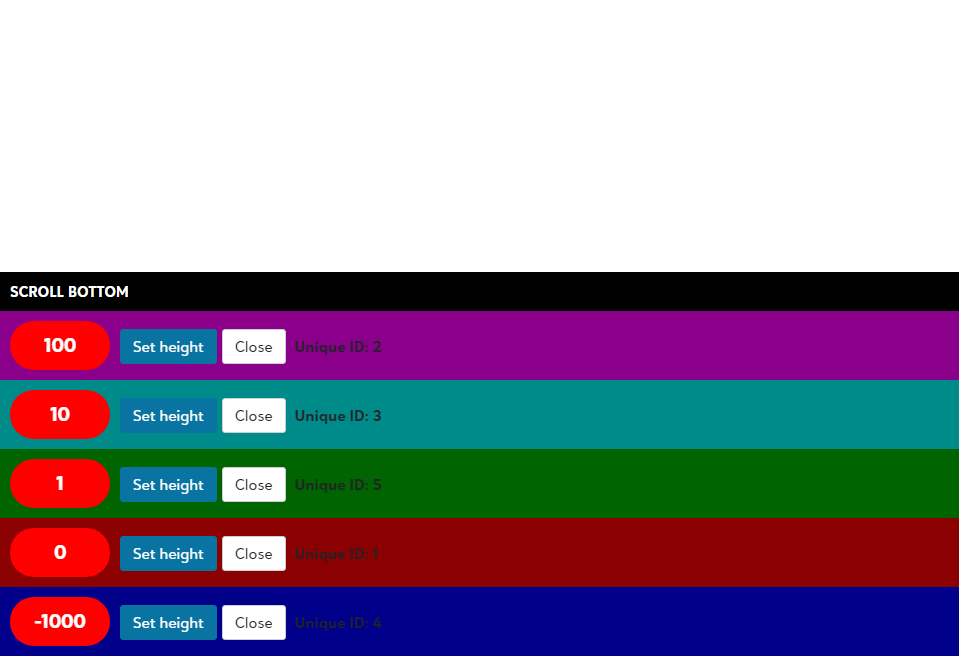 SCROLL BOTTOM
100 Set height Close Unique ID: 2
10 Set height Close Unique ID: 3
1 Set height Close Unique ID: 5
0 Set height Close Unique ID: 1
-1000 Set height Close Unique ID: 4